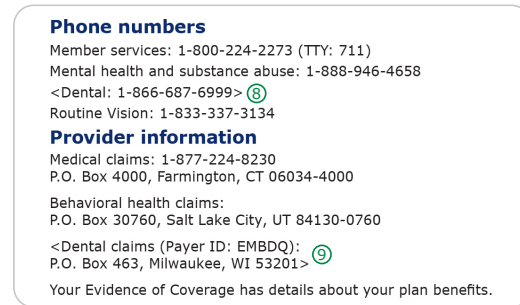 Phone numbers
Member services: 1-800-224-2273 (TTY: 711)
Mental health and substance abuse: 1-888-946-4658
<Dental: 1-866-687-6999> 8
Routine Vision: 1-833-337-3134
Provider information
Medical claims: 1-877-224-8230
P.O. Box 4000, Farmington, CT 06034-4000
Behavioral health claims:
P.O. Box 30760, Salt Lake City, UT 84130-0760
<Dental claims (Payer ID: EMBDQ):
P.O. Box 463, Milwaukee, WI 53201> 9
Your Evidence of Coverage has details about your plan benefits.